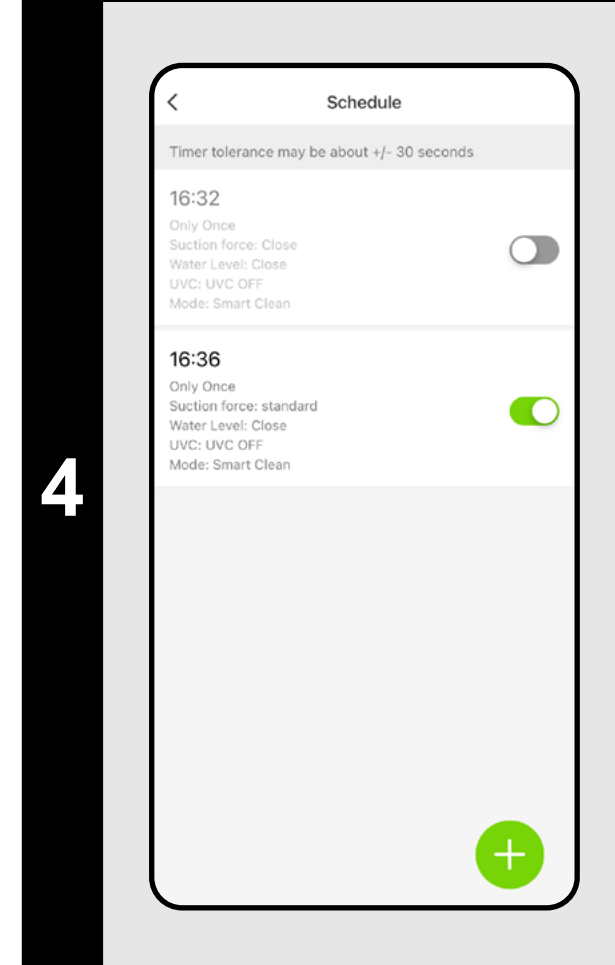 4
Schedule
Timer tolerance may be about +/- 30 seconds
16:32
Only Once
Suction force: Close
Water Level: Close
UVC: UVC OFF
Mode: Smart Clean
16:36
Only Once
Suction force: standard
Water Level: Close
UVC: UVC OFF
Mode: Smart Clean